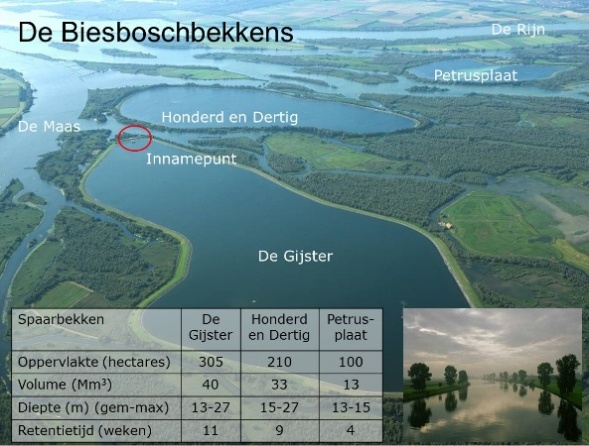 De Biesboschbekkens
De Rijn
Petrusplaat
Honderd en Dertig
De Maas
Innamepunt
De Gijster
Spaarbekken De Gijster Honderd en Dertig Petrus-plaat
Oppervlakte (hectares) 305 210 100
Volume (Mm³) 40 33 13
Diepte (m) (gem-max) 13-27 15-27 13-15
Retentietijd (weken) 11 9 4